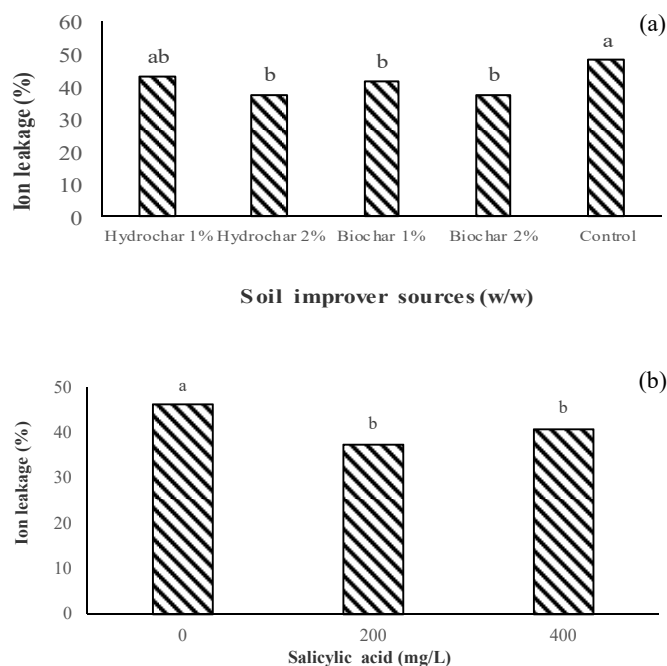 (a)
Ion leakage (%)
60
50
40
30
20
10
0
ab
b
b
b
a
Hydrochar 1% Hydrochar 2% Biochar 1% Biochar 2% Control
Soil improver sources (w/w)
(b)
Ion leakage (%)
50
40
30
20
10
0
a
b
b
0 200 400
Salicylic acid (mg/L)